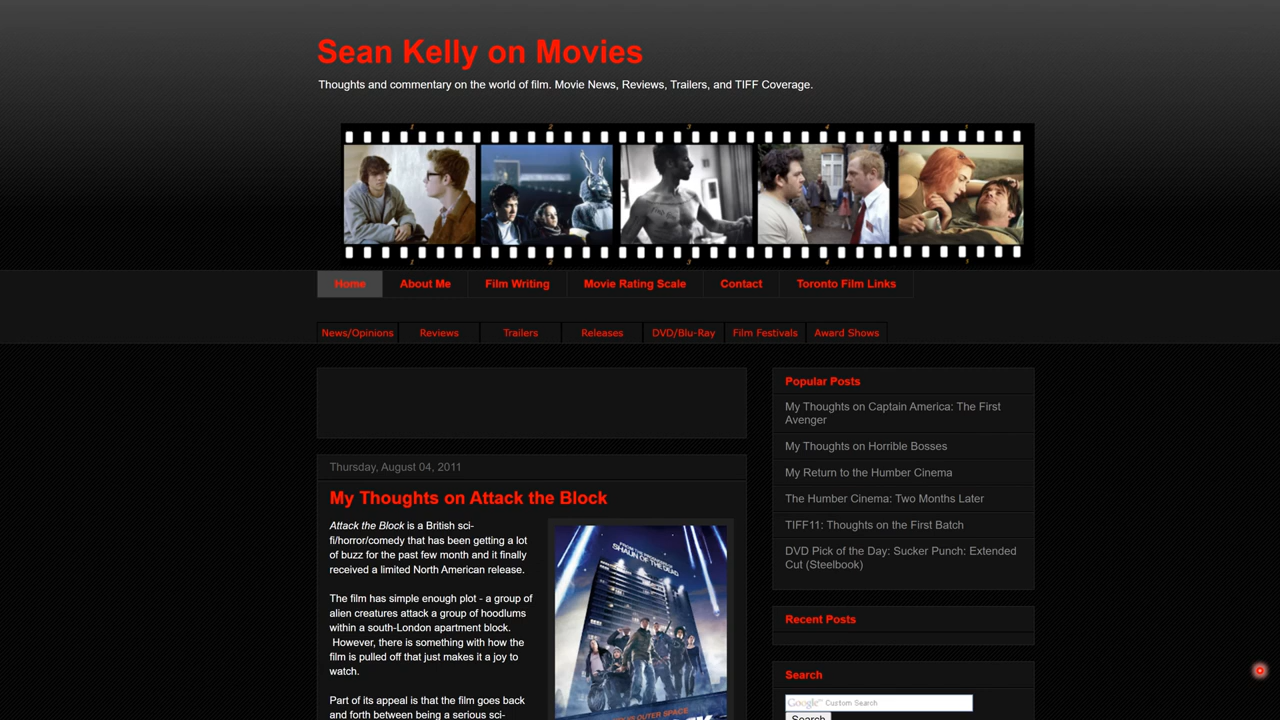 Sean Kelly on Movies
Thoughts and commentary on the world of film. Movie News, Reviews, Trailers, and TIFF Coverage.
Home
About Me
Film Writing
Movie Rating Scale
Contact
Toronto Film Links
News/Opinions
Reviews
Trailers
Releases
DVD/Blu-Ray
Film Festivals
Award Shows
Thursday, August 04, 2011
My Thoughts on Attack the Block
Attack the Block is a British sci-
fi/horror/comedy that has been getting a lot
of buzz for the past few month and it finally
received a limited North American release.
The film has simple enough plot - a group of
alien creatures attack a group of hoodlums
within a south-London apartment block.
However, there is something with how the
film is pulled off that just makes it a joy to
watch.
Part of its appeal is that the film goes back
and forth between being a serious sci-
FROM THE PRODUCERS OF
SHAUN OF THE DEAD
Popular Posts
My Thoughts on Captain America: The First
Avenger
My Thoughts on Horrible Bosses
My Return to the Humber Cinema
The Humber Cinema: Two Months Later
TIFF11: Thoughts on the First Batch
DVD Pick of the Day: Sucker Punch: Extended
Cut (Steelbook)
Recent Posts
Search
Google Custom Search
Search